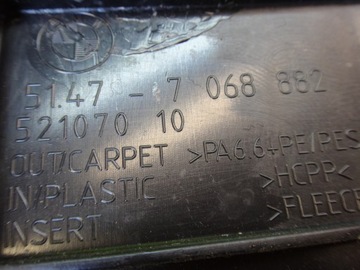 51.47 - 7 068 882
521070 10
OUT/CARPET >PA6.6+PE/PES
IN/PLASTIC >HCPP<
INSERT >FLEECE